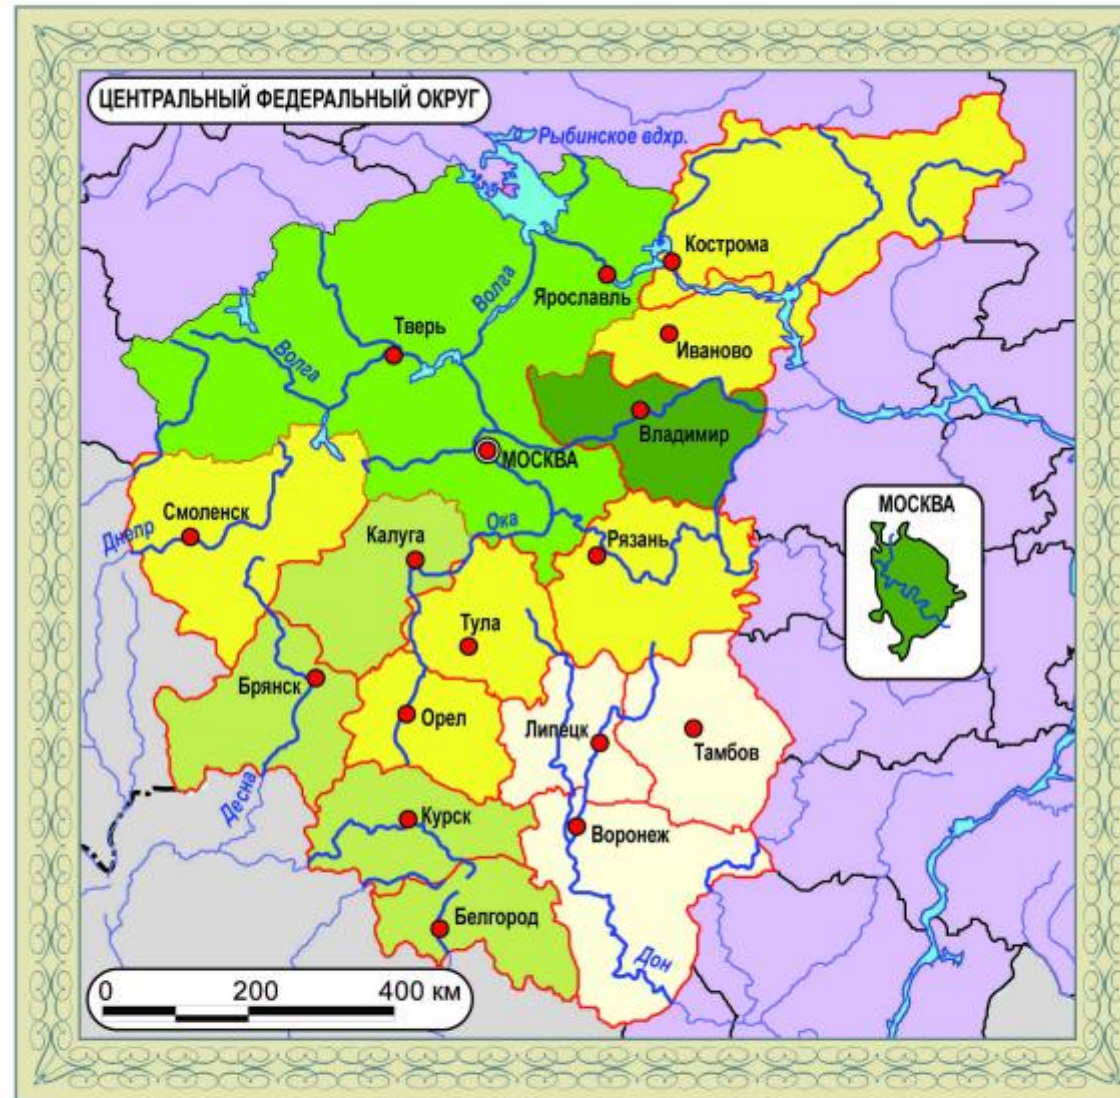 ЦЕНТРАЛЬНЫЙ ФЕДЕРАЛЬНЫЙ ОКРУГ
Рыбинское вдхр.
Кострома
Волга
Ярославль
Тверь
Иваново
Волга
Владимир
МОСКВА
МОСКВА
Смоленск
Днепр
Калуга
Ока
Рязань
Тула
Брянск
Орел
Липецк
Тамбов
Десна
Курск
Воронеж
Белгород
Дон
0 200 400 км